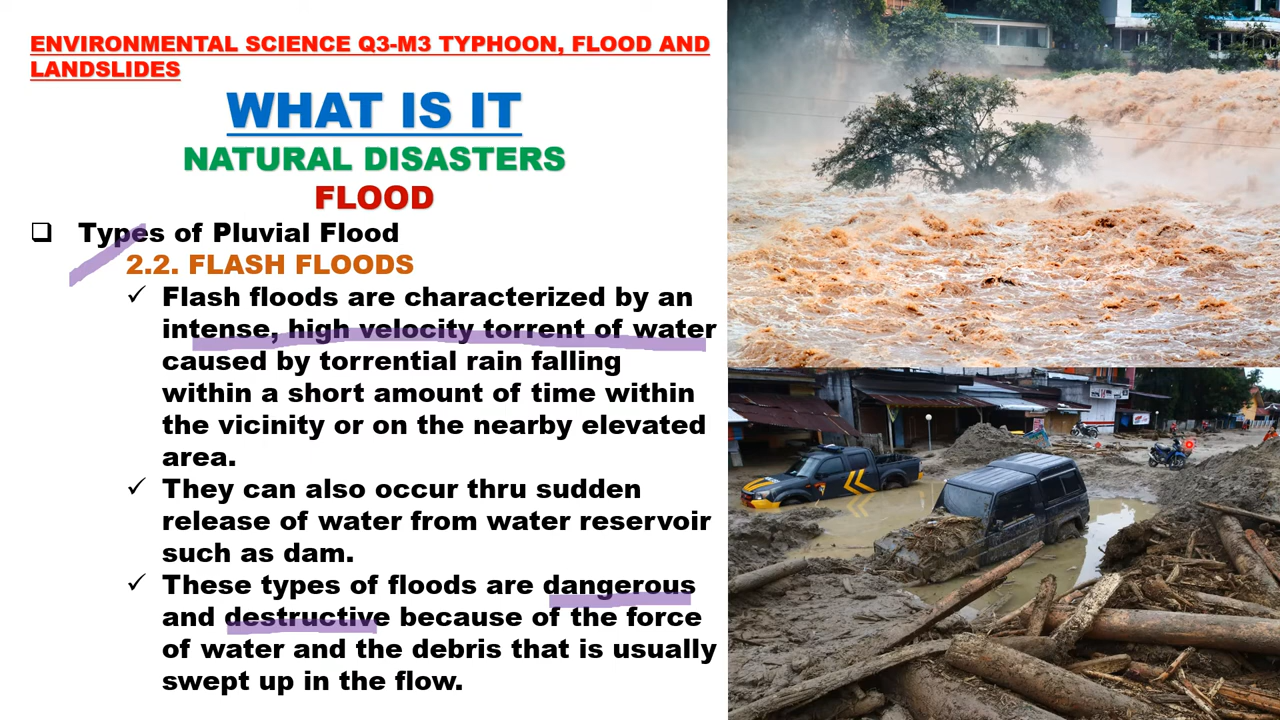 ENVIRONMENTAL SCIENCE Q3-M3 TYPHOON, FLOOD AND
LANDSLIDES
WHAT IS IT
NATURAL DISASTERS
FLOOD
Types of Pluvial Flood
2.2. FLASH FLOODS
Flash floods are characterized by an
intense, high velocity torrent of water
caused by torrential rain falling
within a short amount of time within
the vicinity or on the nearby elevated
area.
They can also occur thru sudden
release of water from water reservoir
such as dam.
These types of floods are dangerous
and destructive because of the force
of water and the debris that is usually
swept up in the flow.